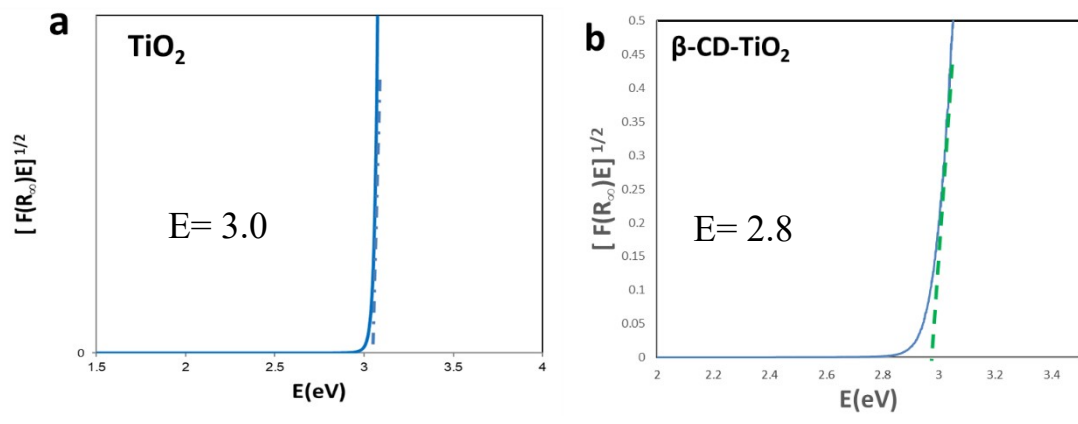 a
TiO₂
[ F(R∞)E] 1/2
E= 3.0
0
1.5 2 2.5 3 3.5 4
E(eV)
b
β-CD-TiO₂
[ F(R∞)E] 1/2
0.5
0.45
0.4
0.35
0.3
0.25
0.2
0.15
0.1
0.05
0
E= 2.8
2 2.2 2.4 2.6 2.8 3 3.2 3.4
E(eV)